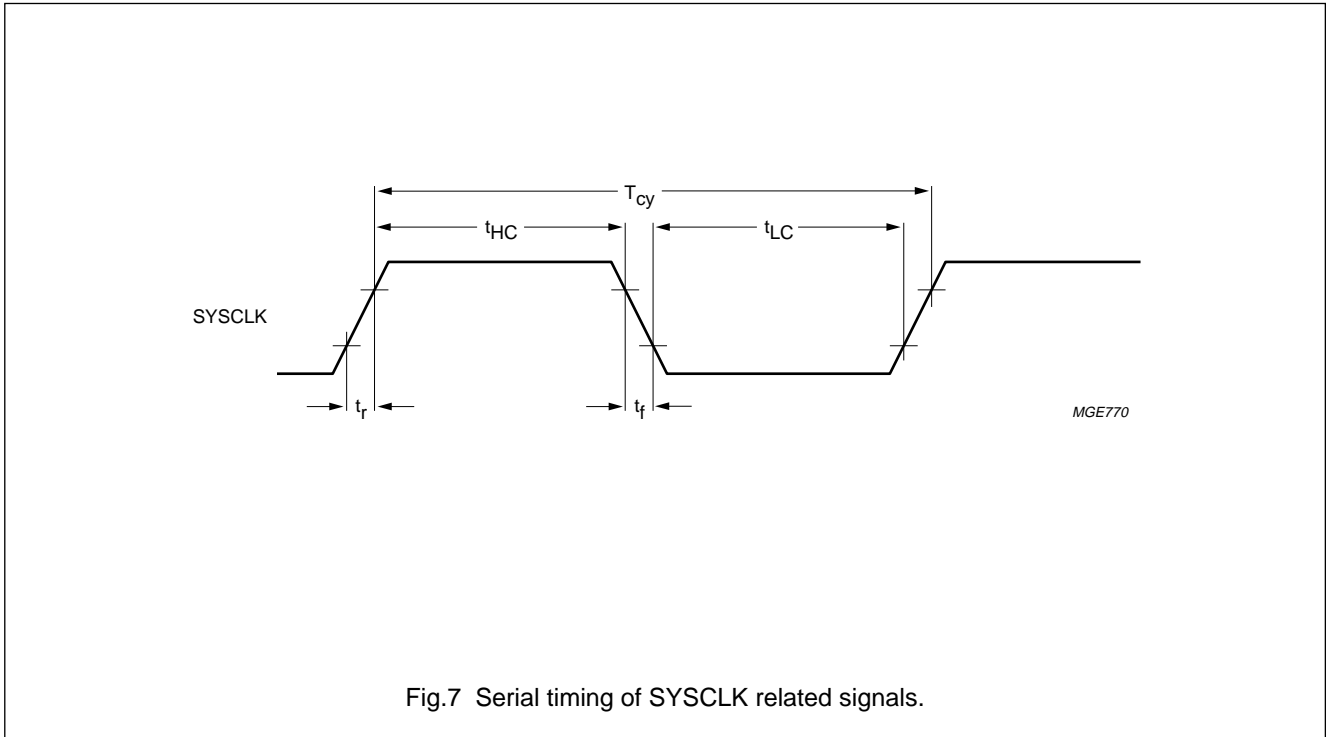 Tcy
tHC
tLC
SYSCLK
tr
tf
MGE770
Fig.7 Serial timing of SYSCLK related signals.